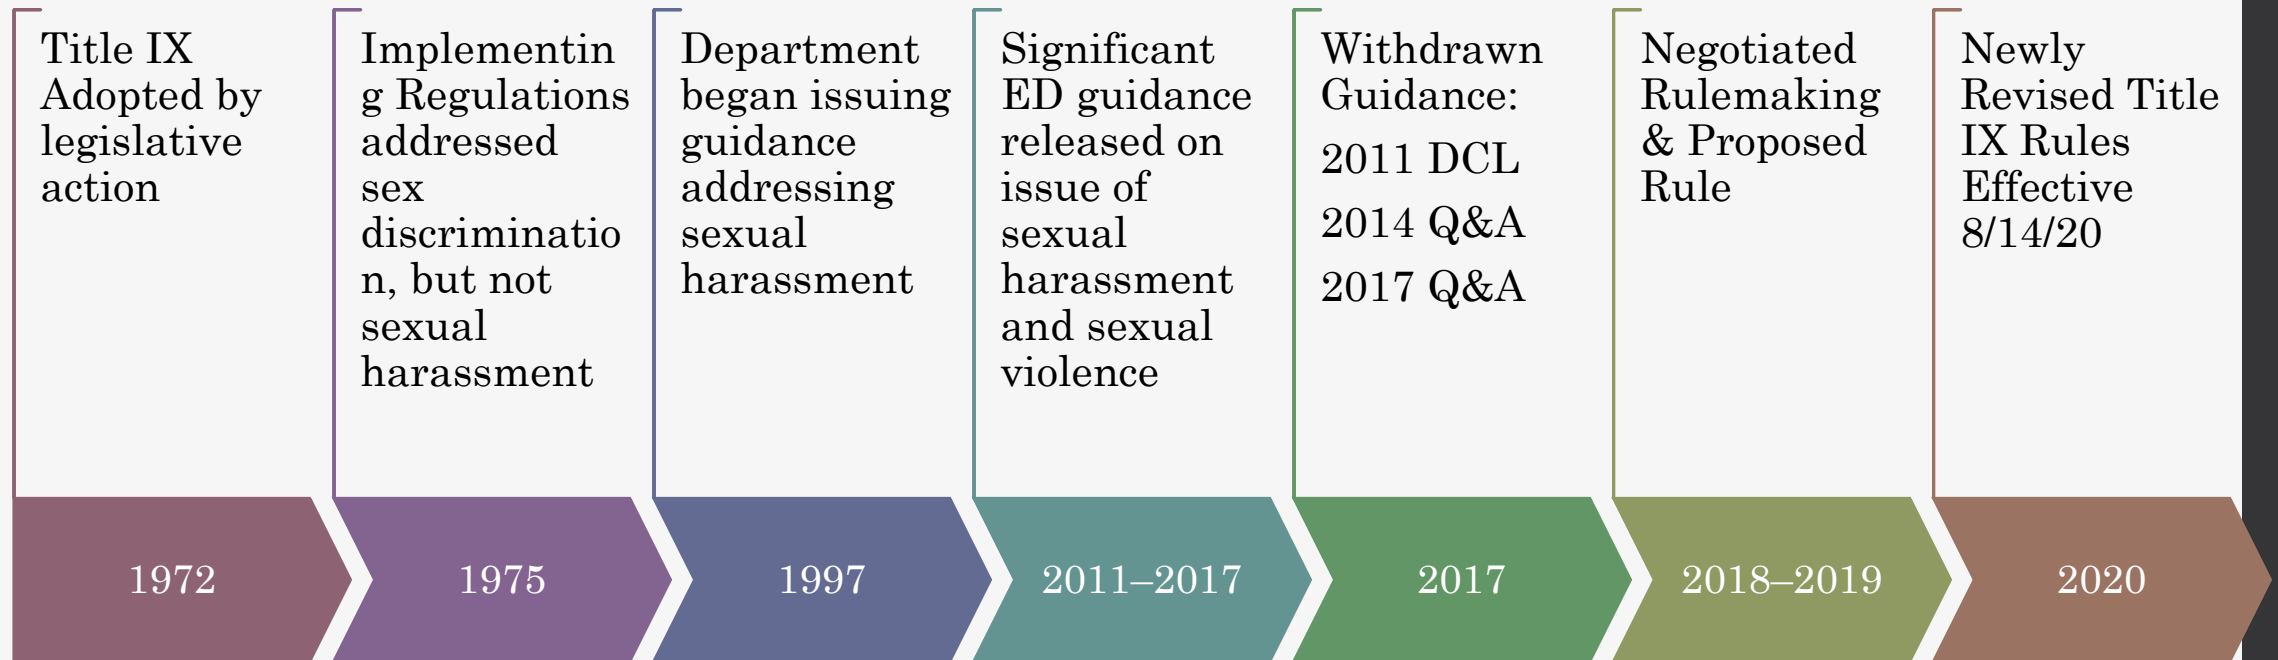 Title IX
Adopted by
legislative
action
Implementin
g Regulations
addressed
sex
discriminatio
n, but not
sexual
harassment
Department
began issuing
guidance
addressing
sexual
harassment
Significant
ED guidance
released on
issue of
sexual
harassment
and sexual
violence
Withdrawn
Guidance:
2011 DCL
2014 Q&A
2017 Q&A
Negotiated
Rulemaking
& Proposed
Rule
Newly
Revised Title
IX Rules
Effective
8/14/20
1972
1975
1997
2011–2017
2017
2018–2019
2020